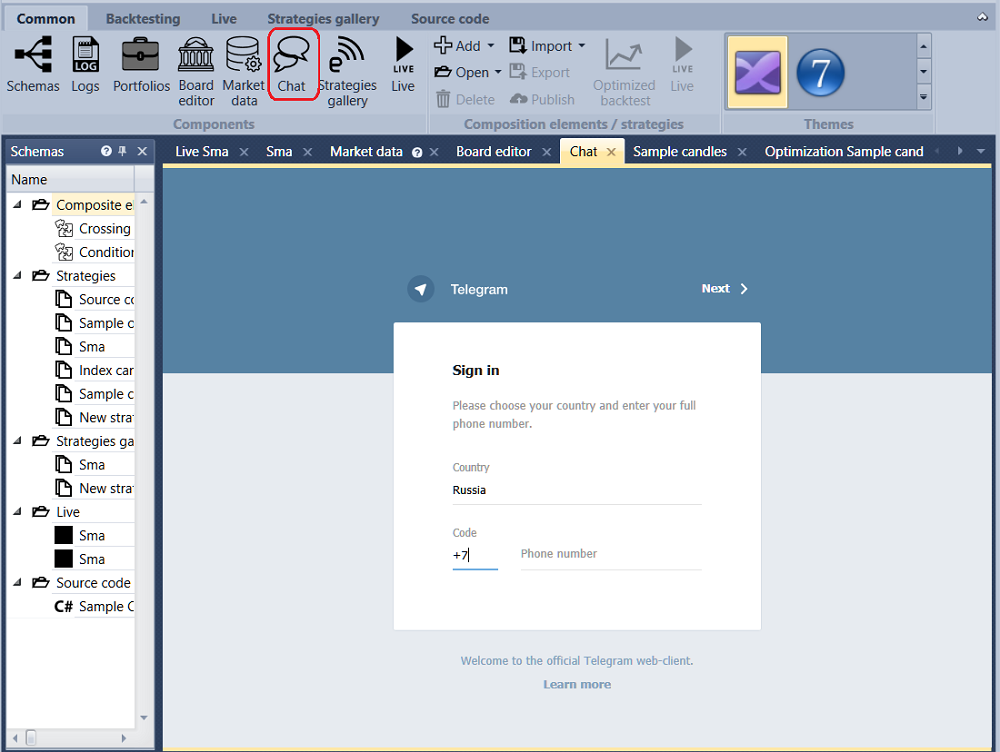 Common Backtesting Live Strategies gallery Source code
Schemas
LOG
Logs
Portfolios
Board
editor
Market
data
Chat
Strategies
gallery
LIVE
Live
Add
Open
Delete
Import
Export
Publish
Optimized
backtest
LIVE
Live
7
Components
Composition elements / strategies
Themes
Schemas ?
Live Sma Sma Market data ? Board editor Chat Sample candles Optimization Sample cand
Name
Composite el
Crossing
Condition
Strategies
Source co
Sample c
Sma
Index can
Sample c
New stra
Strategies ga
Sma
New stra
Live
Sma
Sma
Source code
C# Sample C
Telegram
Next
Sign in
Please choose your country and enter your full
phone number.
Country
Russia
Code
+7
Phone number
Welcome to the official Telegram web-client.
Learn more